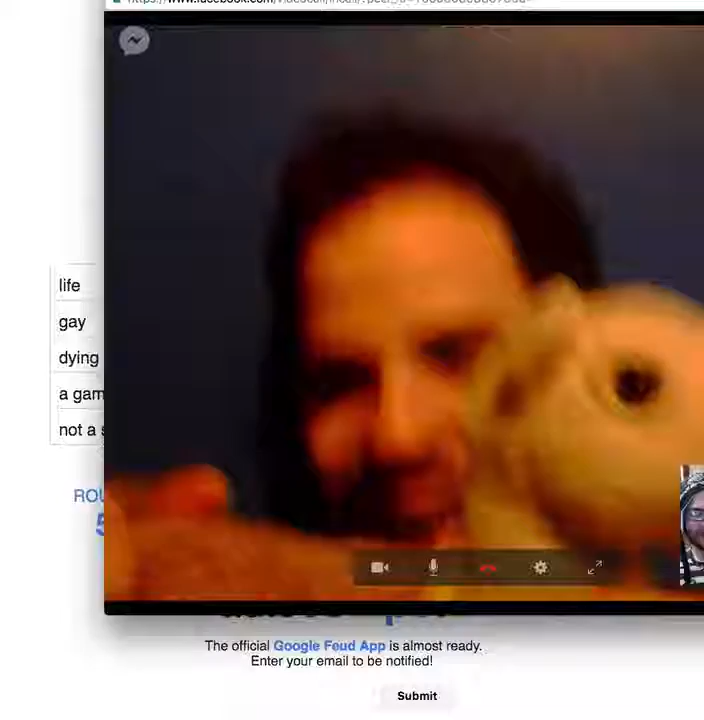 life
gay
dying
a gam
not a s
ROU
5
The official Google Feud App is almost ready.
Enter your email to be notified!
Submit